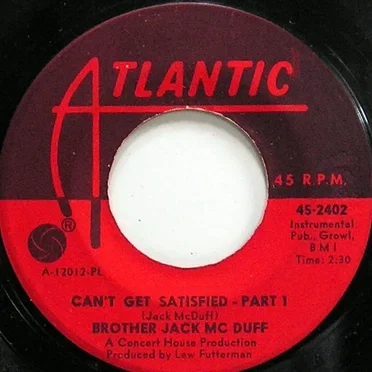 ATLANTIC
45 R.P.M.
45-2402
Instrumental
Pub., Growl,
BMI
Time: 2:30
®
A-12012-PL
CAN'T GET SATISFIED - PART 1
(Jack McDuff)
BROTHER JACK MC DUFF
A Concert House Production
Produced by Lew Futterman